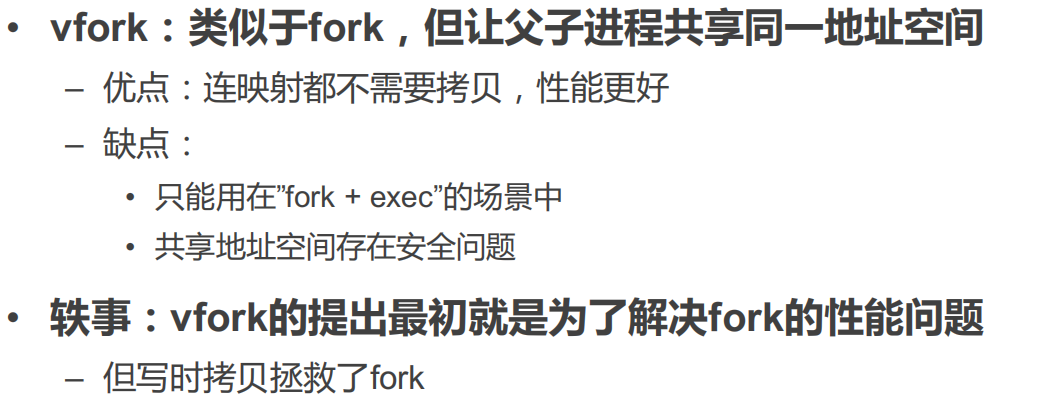 • vfork：类似于fork，但让父子进程共享同一地址空间
– 优点：连映射都不需要拷贝，性能更好
– 缺点：
• 只能用在”fork + exec”的场景中
• 共享地址空间存在安全问题
• 轶事：vfork的提出最初就是为了解决fork的性能问题
– 但写时拷贝拯救了fork